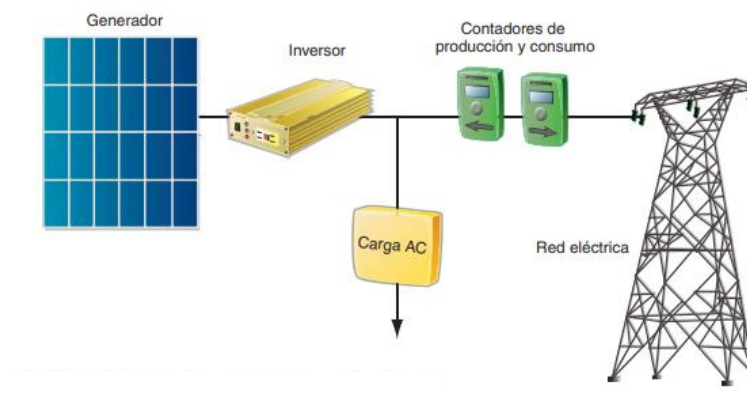 Generador
Inversor
Contadores de
producción y consumo
Carga AC
Red eléctrica